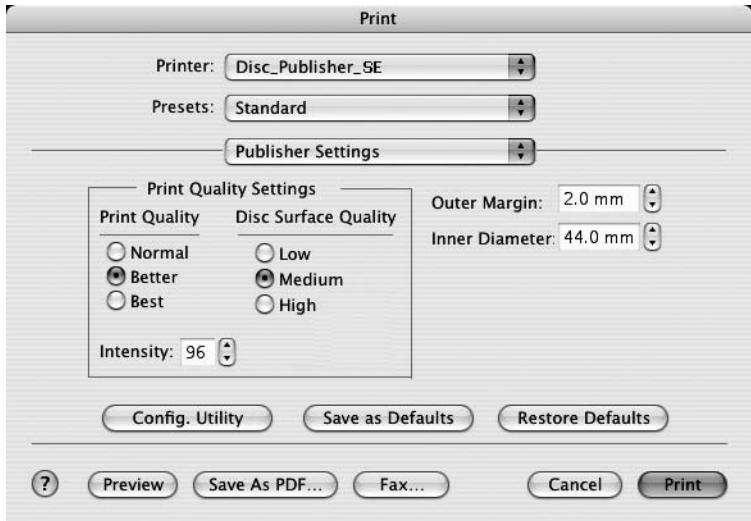 Print
Printer: Disc_Publisher_SE
Presets: Standard
Publisher Settings
Print Quality Settings
Print Quality
Normal
Better
Best
Disc Surface Quality
Low
Medium
High
Intensity: 96
Outer Margin: 2.0 mm
Inner Diameter: 44.0 mm
Config. Utility Save as Defaults Restore Defaults
? Preview Save As PDF... Fax... Cancel Print